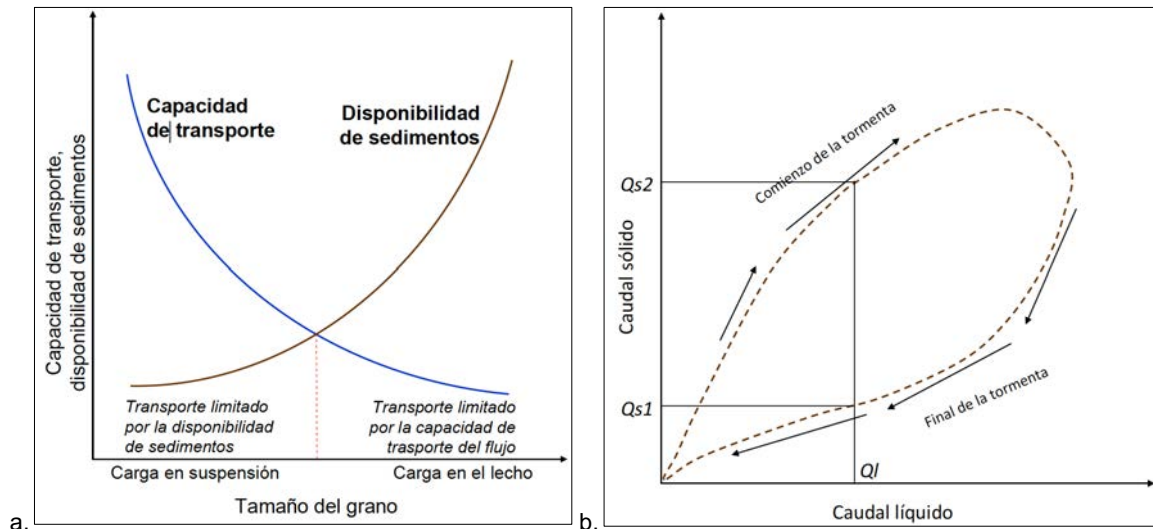 Capacidad
de transporte
Disponibilidad
de sedimentos
Capacidad de transporte,
disponibilidad de sedimentos
Transporte limitado
por la disponibilidad
de sedimentos
Transporte limitado
por la capacidad de
trasporte del flujo
Carga en suspensión
Carga en el lecho
Tamaño del grano
a.
Comienzo de la tormenta
Qs2
Caudal sólido
Qs1
Final de la tormenta
Ql
Caudal líquido
b.